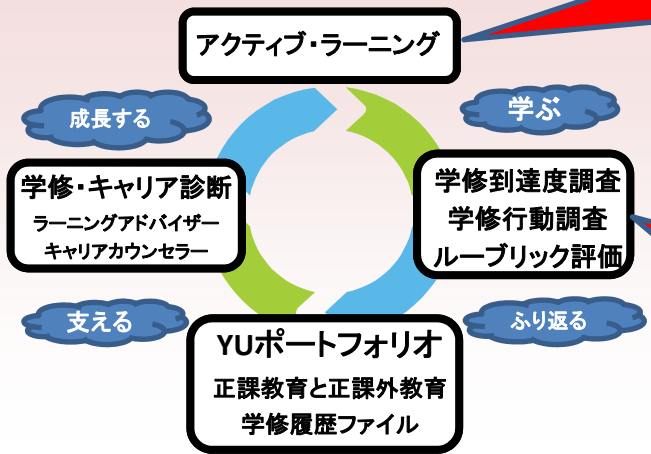 アクティブ・ラーニング
成長する
学ぶ
学修・キャリア診断
ラーニングアドバイザー
キャリアカウンセラー
学修到達度調査
学修行動調査
ルーブリック評価
支える
ふり返る
YUポートフォリオ
正課教育と正課外教育
学修履歴ファイル